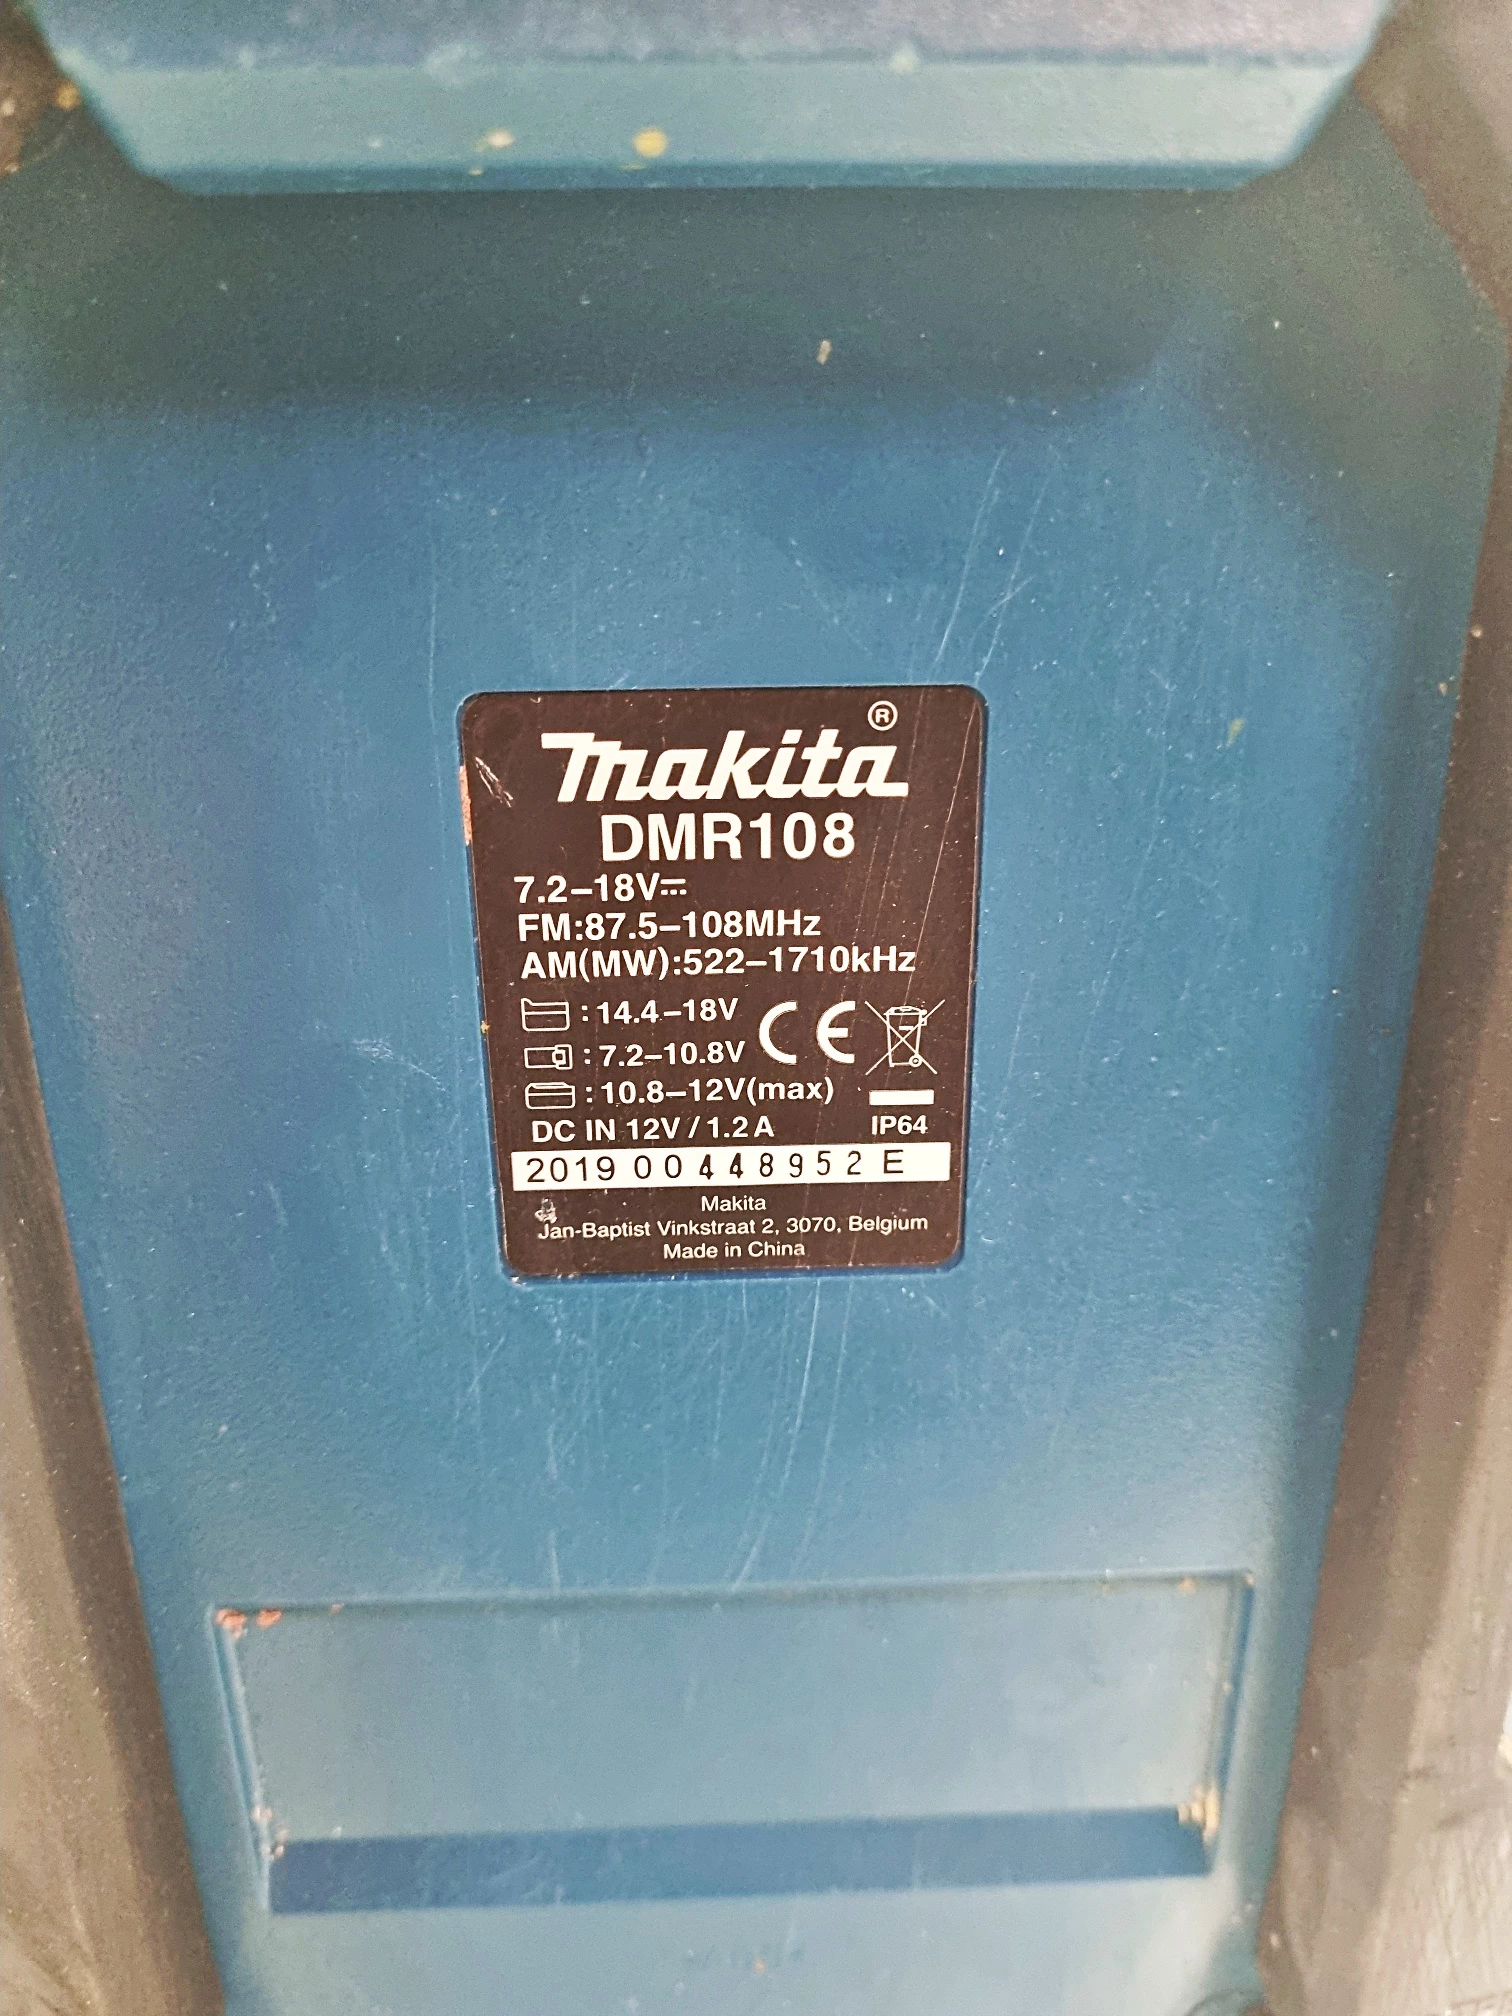 makita®
DMR108
7.2–18V⎓
FM:87.5–108MHz
AM(MW):522–1710kHz
:14.4–18V
:7.2–10.8V
CE
:10.8–12V(max)
DC IN 12V / 1.2 A
IP64
2019 00448952 E
Makita
Jan-Baptist Vinkstraat 2, 3070, Belgium
Made in China